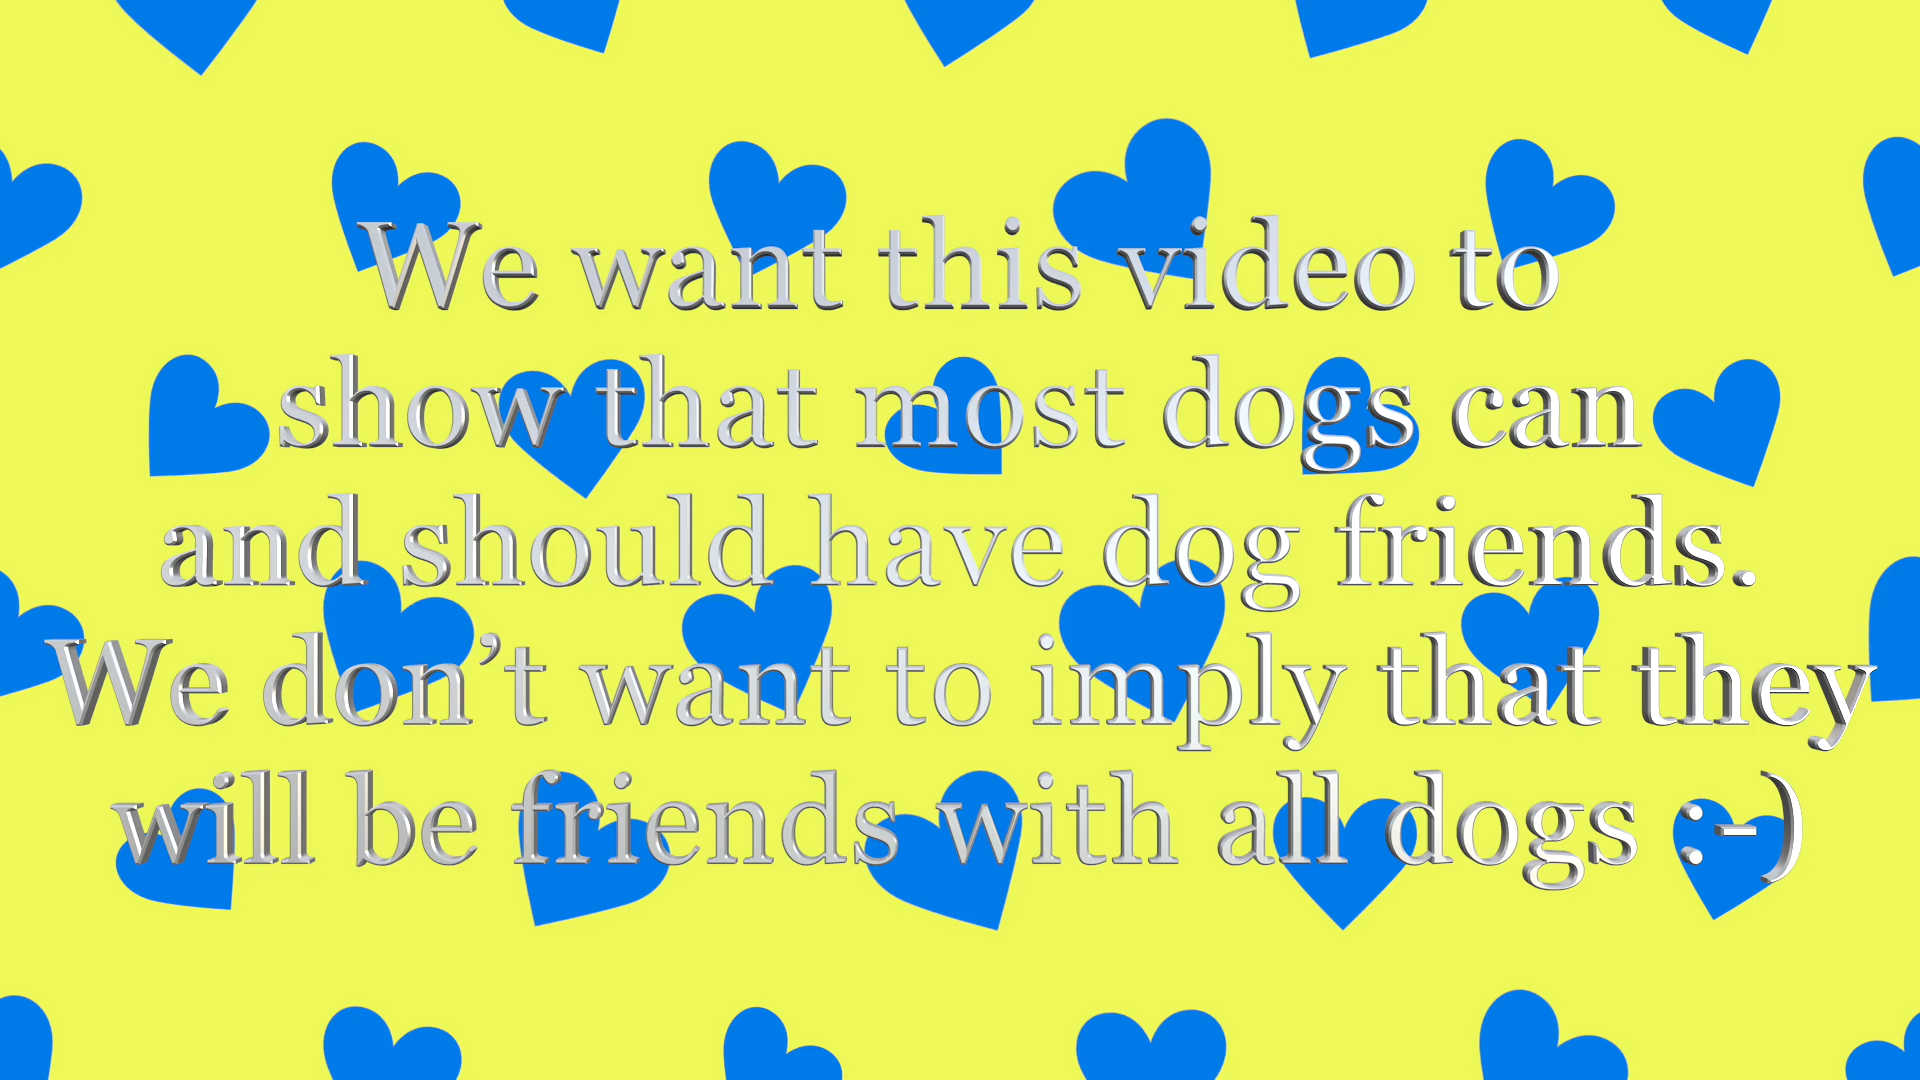 We want this video to
show that most dogs can
and should have dog friends.
We don’t want to imply that they
will be friends with all dogs :-)